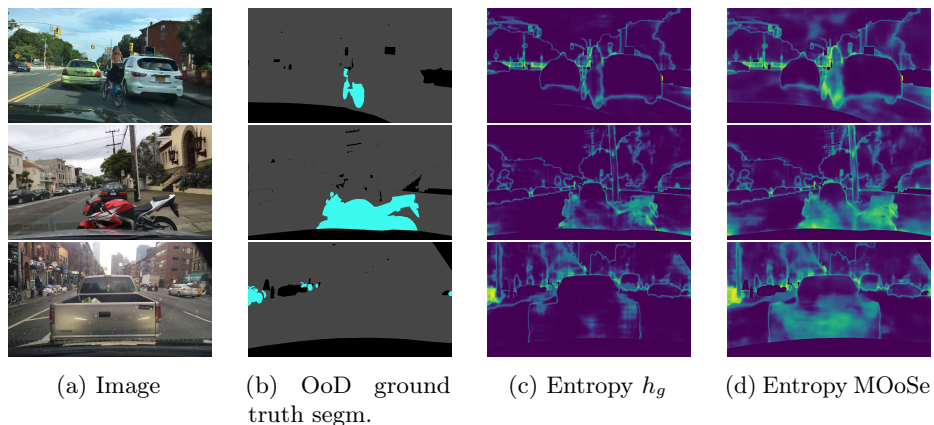 (a) Image
(b) OoD ground
truth segm.
(c) Entropy h_g
(d) Entropy MOoSe